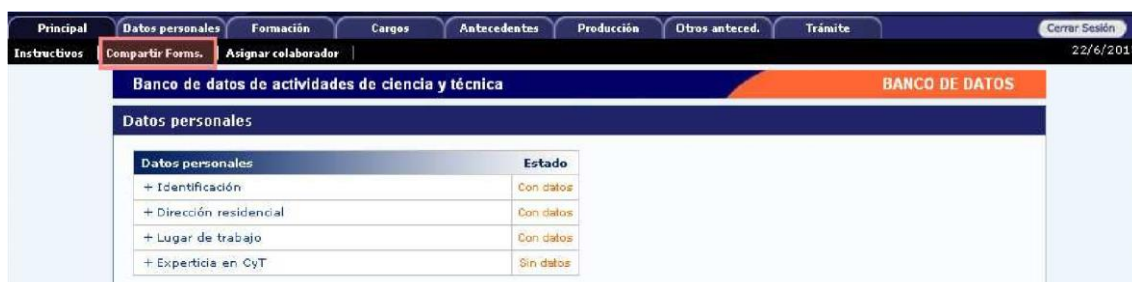 Principal Datos personales Formación Cargos Antecedentes Producción Otros anteced. Trámite Cerrar Sesión
Instructivos Compartir Forms. Asignar colaborador 22/6/201
Banco de datos de actividades de ciencia y técnica BANCO DE DATOS
Datos personales
Datos personales Estado
+ Identificación Con datos
+ Dirección residencial Con datos
+ Lugar de trabajo Con datos
+ Experticia en CyT Sin datos